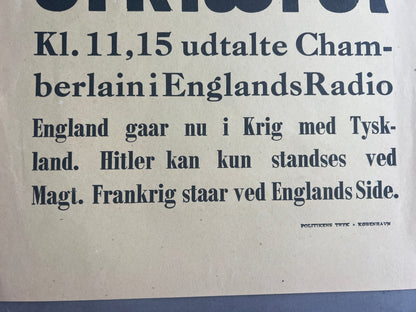 Kl. 11,15 udtalte Cham-
berlain i Englands Radio
England gaar nu i Krig med Tysk-
land. Hitler kan kun standses ved
Magt. Frankrig staar ved Englands Side.
POLITIKENS TRYK • KØBENHAVN